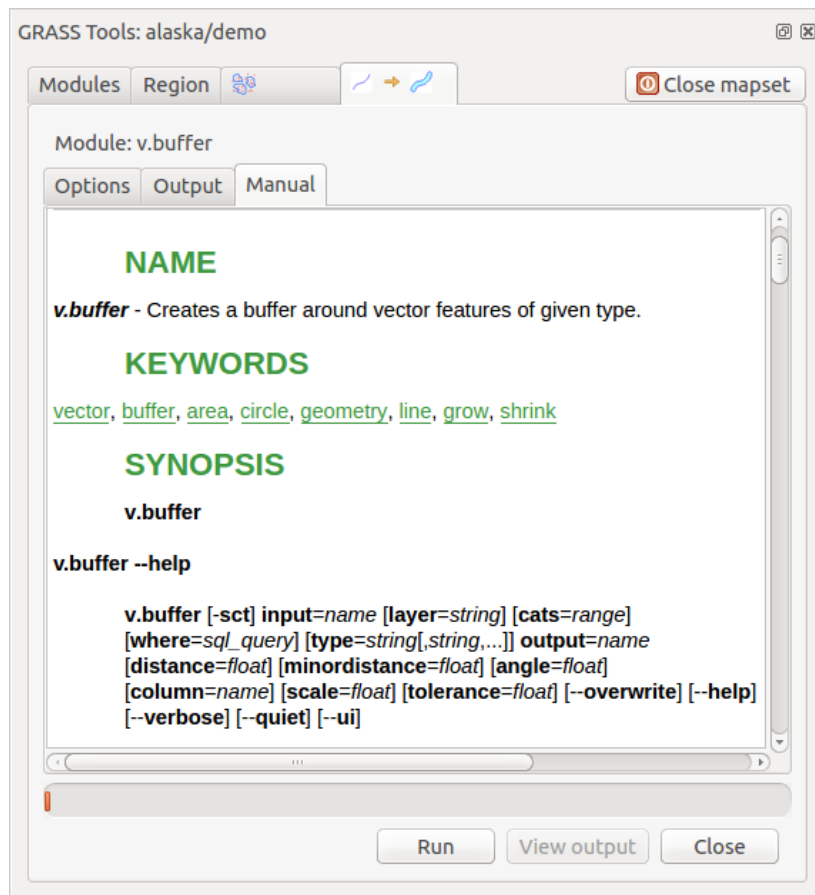 GRASS Tools: alaska/demo
Modules Region Close mapset
Module: v.buffer
Options Output Manual
NAME
v.buffer - Creates a buffer around vector features of given type.
KEYWORDS
vector, buffer, area, circle, geometry, line, grow, shrink
SYNOPSIS
v.buffer
v.buffer --help
v.buffer [-sct] input=name [layer=string] [cats=range]
[where=sql_query] [type=string[,string,...]] output=name
[distance=float] [minordistance=float] [angle=float]
[column=name] [scale=float] [tolerance=float] [--overwrite] [--help]
[--verbose] [--quiet] [--ui]
Run View output Close